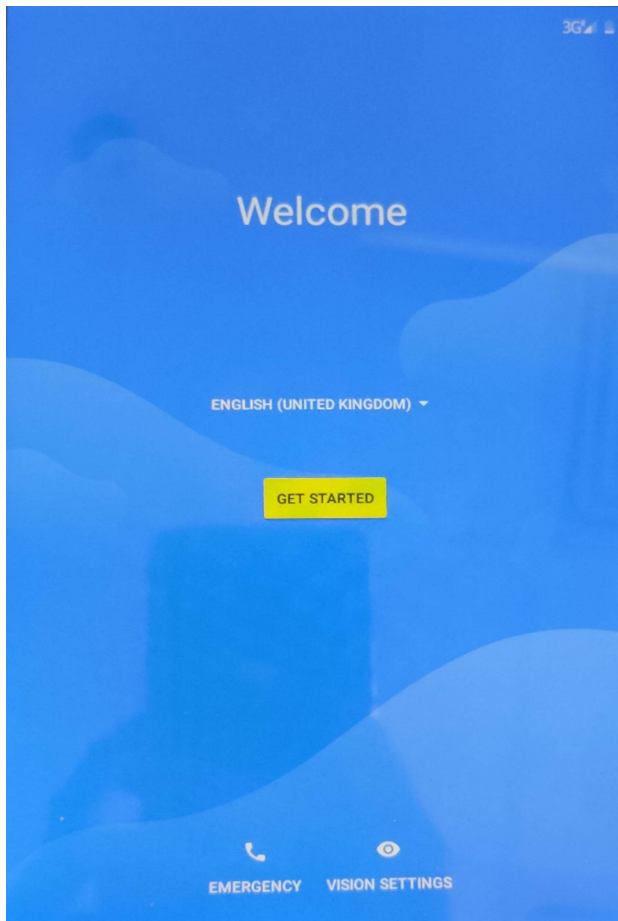 3G
Welcome
ENGLISH (UNITED KINGDOM)
GET STARTED
EMERGENCY VISION SETTINGS